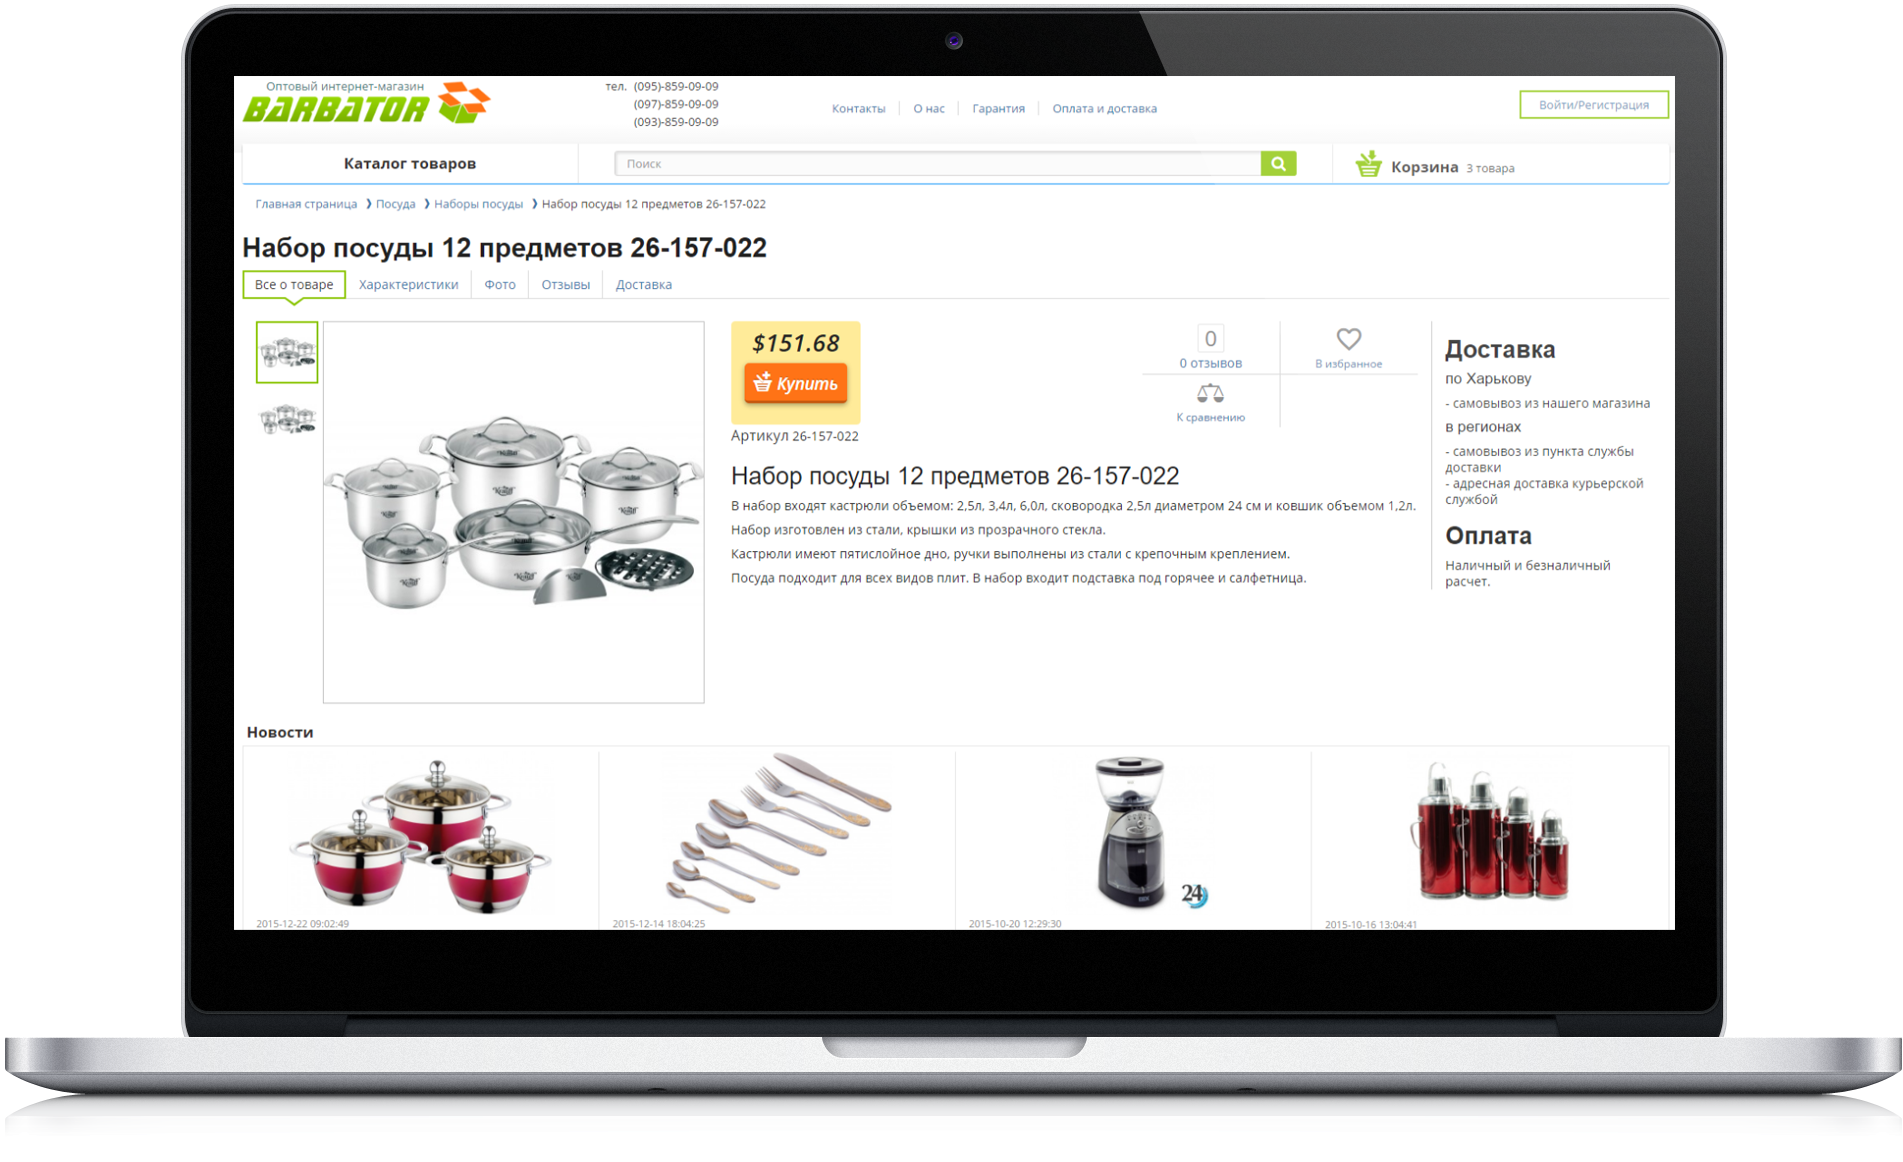 Оптовый интернет-магазин
BARBATOR
тел. (095)-859-09-09
(097)-859-09-09
(093)-859-09-09
Контакты
О нас
Гарантия
Оплата и доставка
Войти/Регистрация
Каталог товаров
Поиск
Корзина 3 товара
Главная страница ❯ Посуда ❯ Наборы посуды ❯ Набор посуды 12 предметов 26-157-022
Набор посуды 12 предметов 26-157-022
Все о товаре
Характеристики
Фото
Отзывы
Доставка
$151.68
Купить
Артикул 26-157-022
0
0 отзывов
В избранное
К сравнению
Набор посуды 12 предметов 26-157-022
В набор входят кастрюли объемом: 2,5л, 3,4л, 6,0л, сковородка 2,5л диаметром 24 см и ковшик объемом 1,2л.
Набор изготовлен из стали, крышки из прозрачного стекла.
Кастрюли имеют пятислойное дно, ручки выполнены из стали с крепочным креплением.
Посуда подходит для всех видов плит. В набор входит подставка под горячее и салфетница.
Доставка
по Харькову
- самовывоз из нашего магазина
в регионах
- самовывоз из пункта службы
доставки
- адресная доставка курьерской
службой
Оплата
Наличный и безналичный
расчет.
Новости
24
2015-12-22 09:02:49
2015-12-14 18:04:25
2015-10-20 12:29:30
2015-10-16 13:04:41